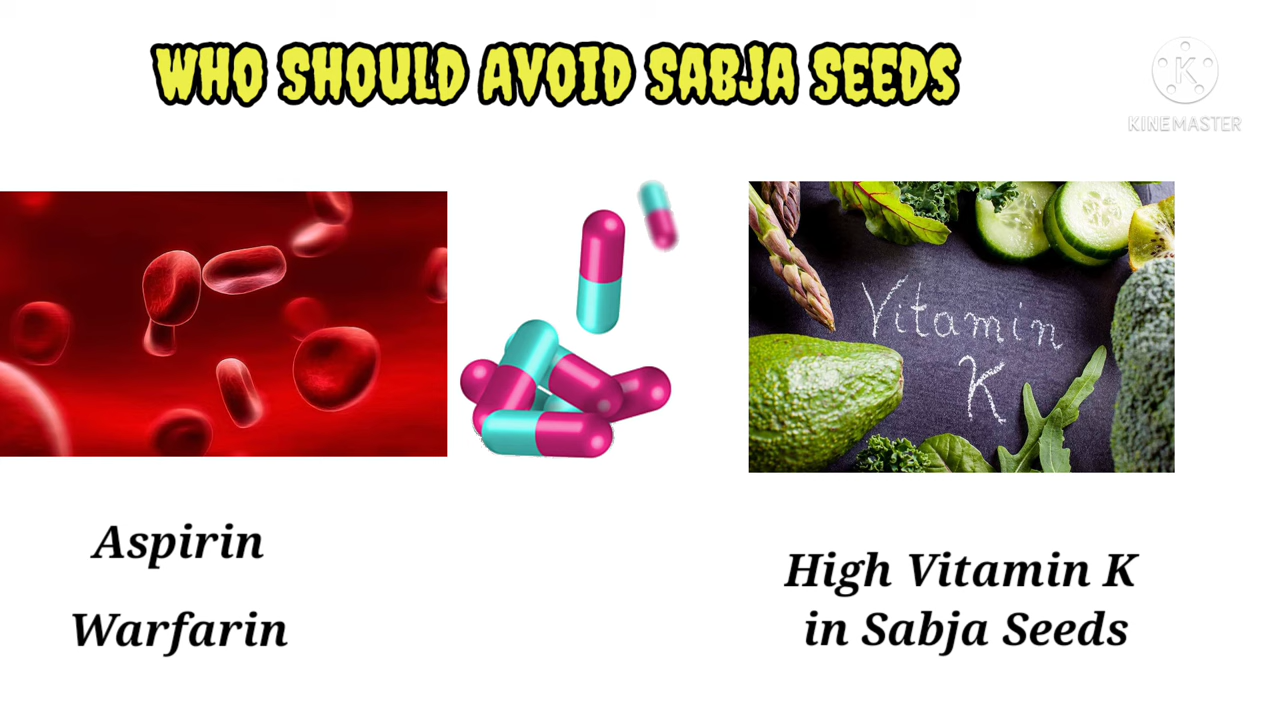 WHO SHOULD AVOID SABJA SEEDS
K
KINEMASTER
Vitamin
K
Aspirin
Warfarin
High Vitamin K
in Sabja Seeds